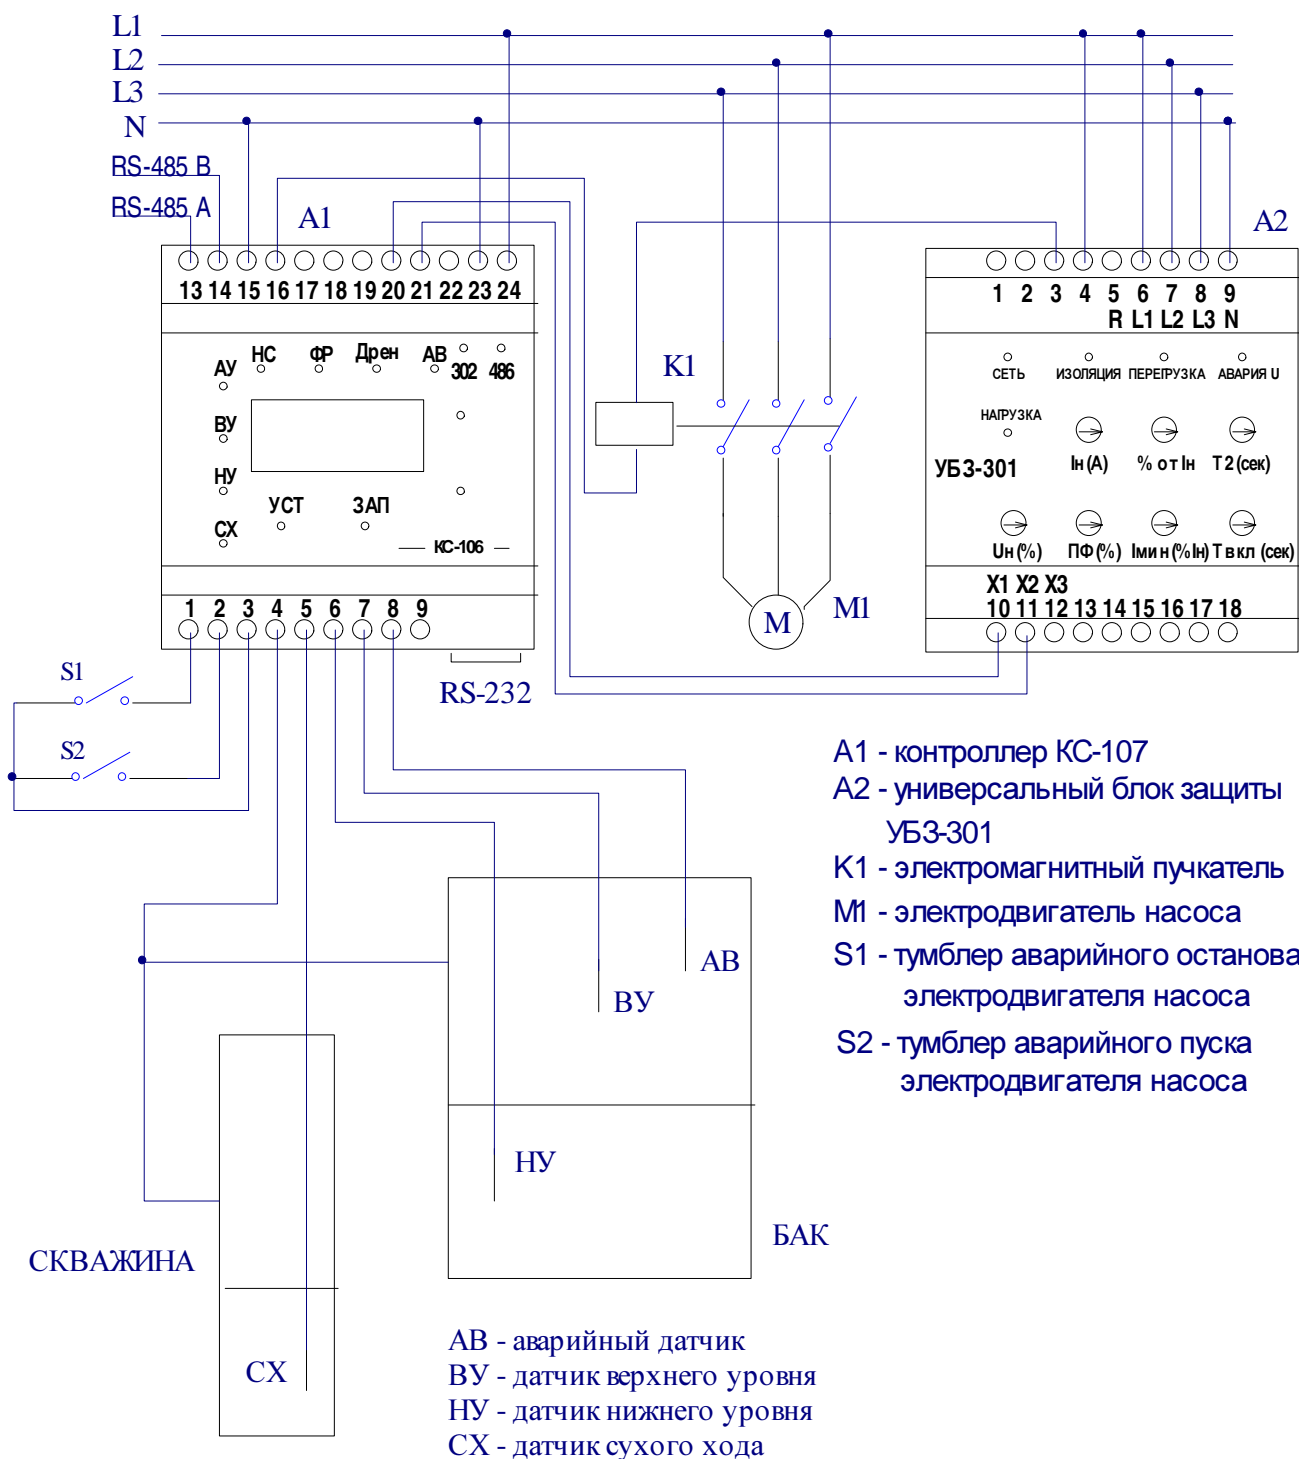 L1
L2
L3
N
RS-485 B
RS-485 A
A1
A2
13 14 15 16 17 18 19 20 21 22 23 24
АУ НС ФР Дрен АВ 302 486
ВУ
НУ
СХ
УСТ ЗАП
КС-106
1 2 3 4 5 6 7 8 9
RS-232
K1
M
M1
1 2 3 4 5 6 7 8 9
R L1 L2 L3 N
СЕТЬ ИЗОЛЯЦИЯ ПЕРЕГРУЗКА АВАРИЯ U
НАГРУЗКА
УБЗ-301 Iн (А) % от Iн Т2 (сек)
Uн (%) ПФ (%) Iмин (%Iн) Твкл (сек)
X1 X2 X3
10 11 12 13 14 15 16 17 18
S1
S2
А1 - контроллер КС-107
А2 - универсальный блок защиты
УБЗ-301
К1 - электромагнитный пучкатель
М1 - электродвигатель насоса
S1 - тумблер аварийного останова
электродвигателя насоса
S2 - тумблер аварийного пуска
электродвигателя насоса
АВ
ВУ
НУ
БАК
СКВАЖИНА
СХ
АВ - аварийный датчик
ВУ - датчик верхнего уровня
НУ - датчик нижнего уровня
СХ - датчик сухого хода